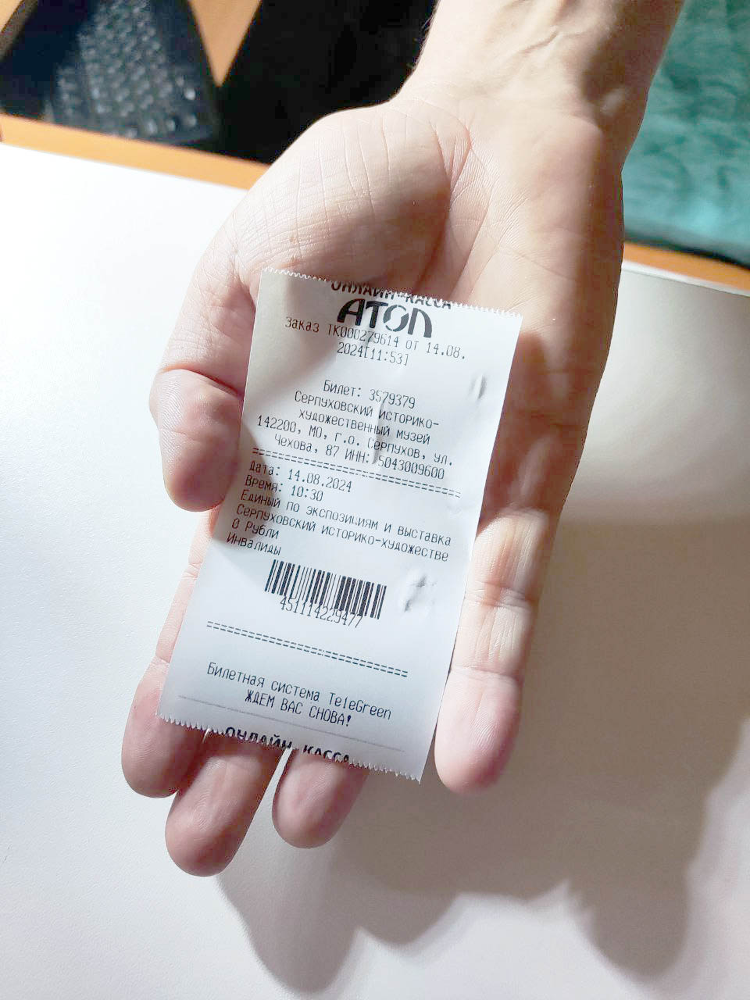 ОНЛАЙН-КАССА
АТОЛ
Заказ ТК000279614 от 14.08.
2024[11:53]
Билет: 3579379
Серпуховский историко-
художественный музей
142200, МО, г.о. Серпухов, ул.
Чехова, 87 ИНН: 5043009600
Дата: 14.08.2024
Время: 10:30
Единый по экспозициям и выставка
Серпуховский историко-художестве
0 Рубли
Инвалиды
451114229477
Билетная система TeleGreen
ЖДЕМ ВАС СНОВА!
ОНЛАЙН-КАССА